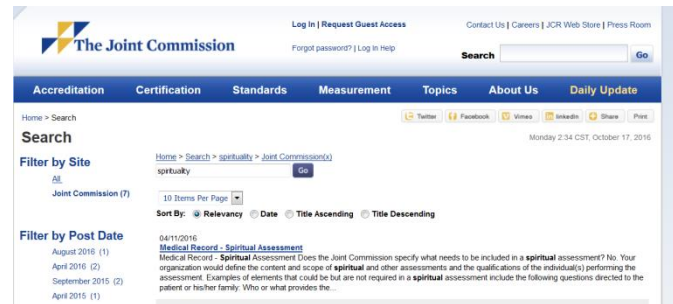 Log In | Request Guest Access
Contact Us | Careers | JCR Web Store | Press Room
The Joint Commission
Forgot password? | Log In Help
Search
Go
Accreditation Certification Standards Measurement Topics About Us Daily Update
Home > Search
Twitter Facebook Vimeo linkedin Share Print
Search
Monday 2:34 CST, October 17, 2016
Filter by Site
All
Joint Commission (7)
Home > Search > spirituality > Joint Commission(x)
spirituality
Go
10 Items Per Page
Sort By: Relevancy Date Title Ascending Title Descending
Filter by Post Date
August 2016 (1)
April 2016 (2)
September 2015 (2)
April 2015 (1)
04/11/2016
Medical Record - Spiritual Assessment
Medical Record - Spiritual Assessment Does the Joint Commission specify what needs to be included in a spiritual assessment? No. Your
organization would define the content and scope of spiritual and other assessments and the qualifications of the individual(s) performing the
assessment. Examples of elements that could be but are not required in a spiritual assessment include the following questions directed to the
patient or his/her family: Who or what provides the...